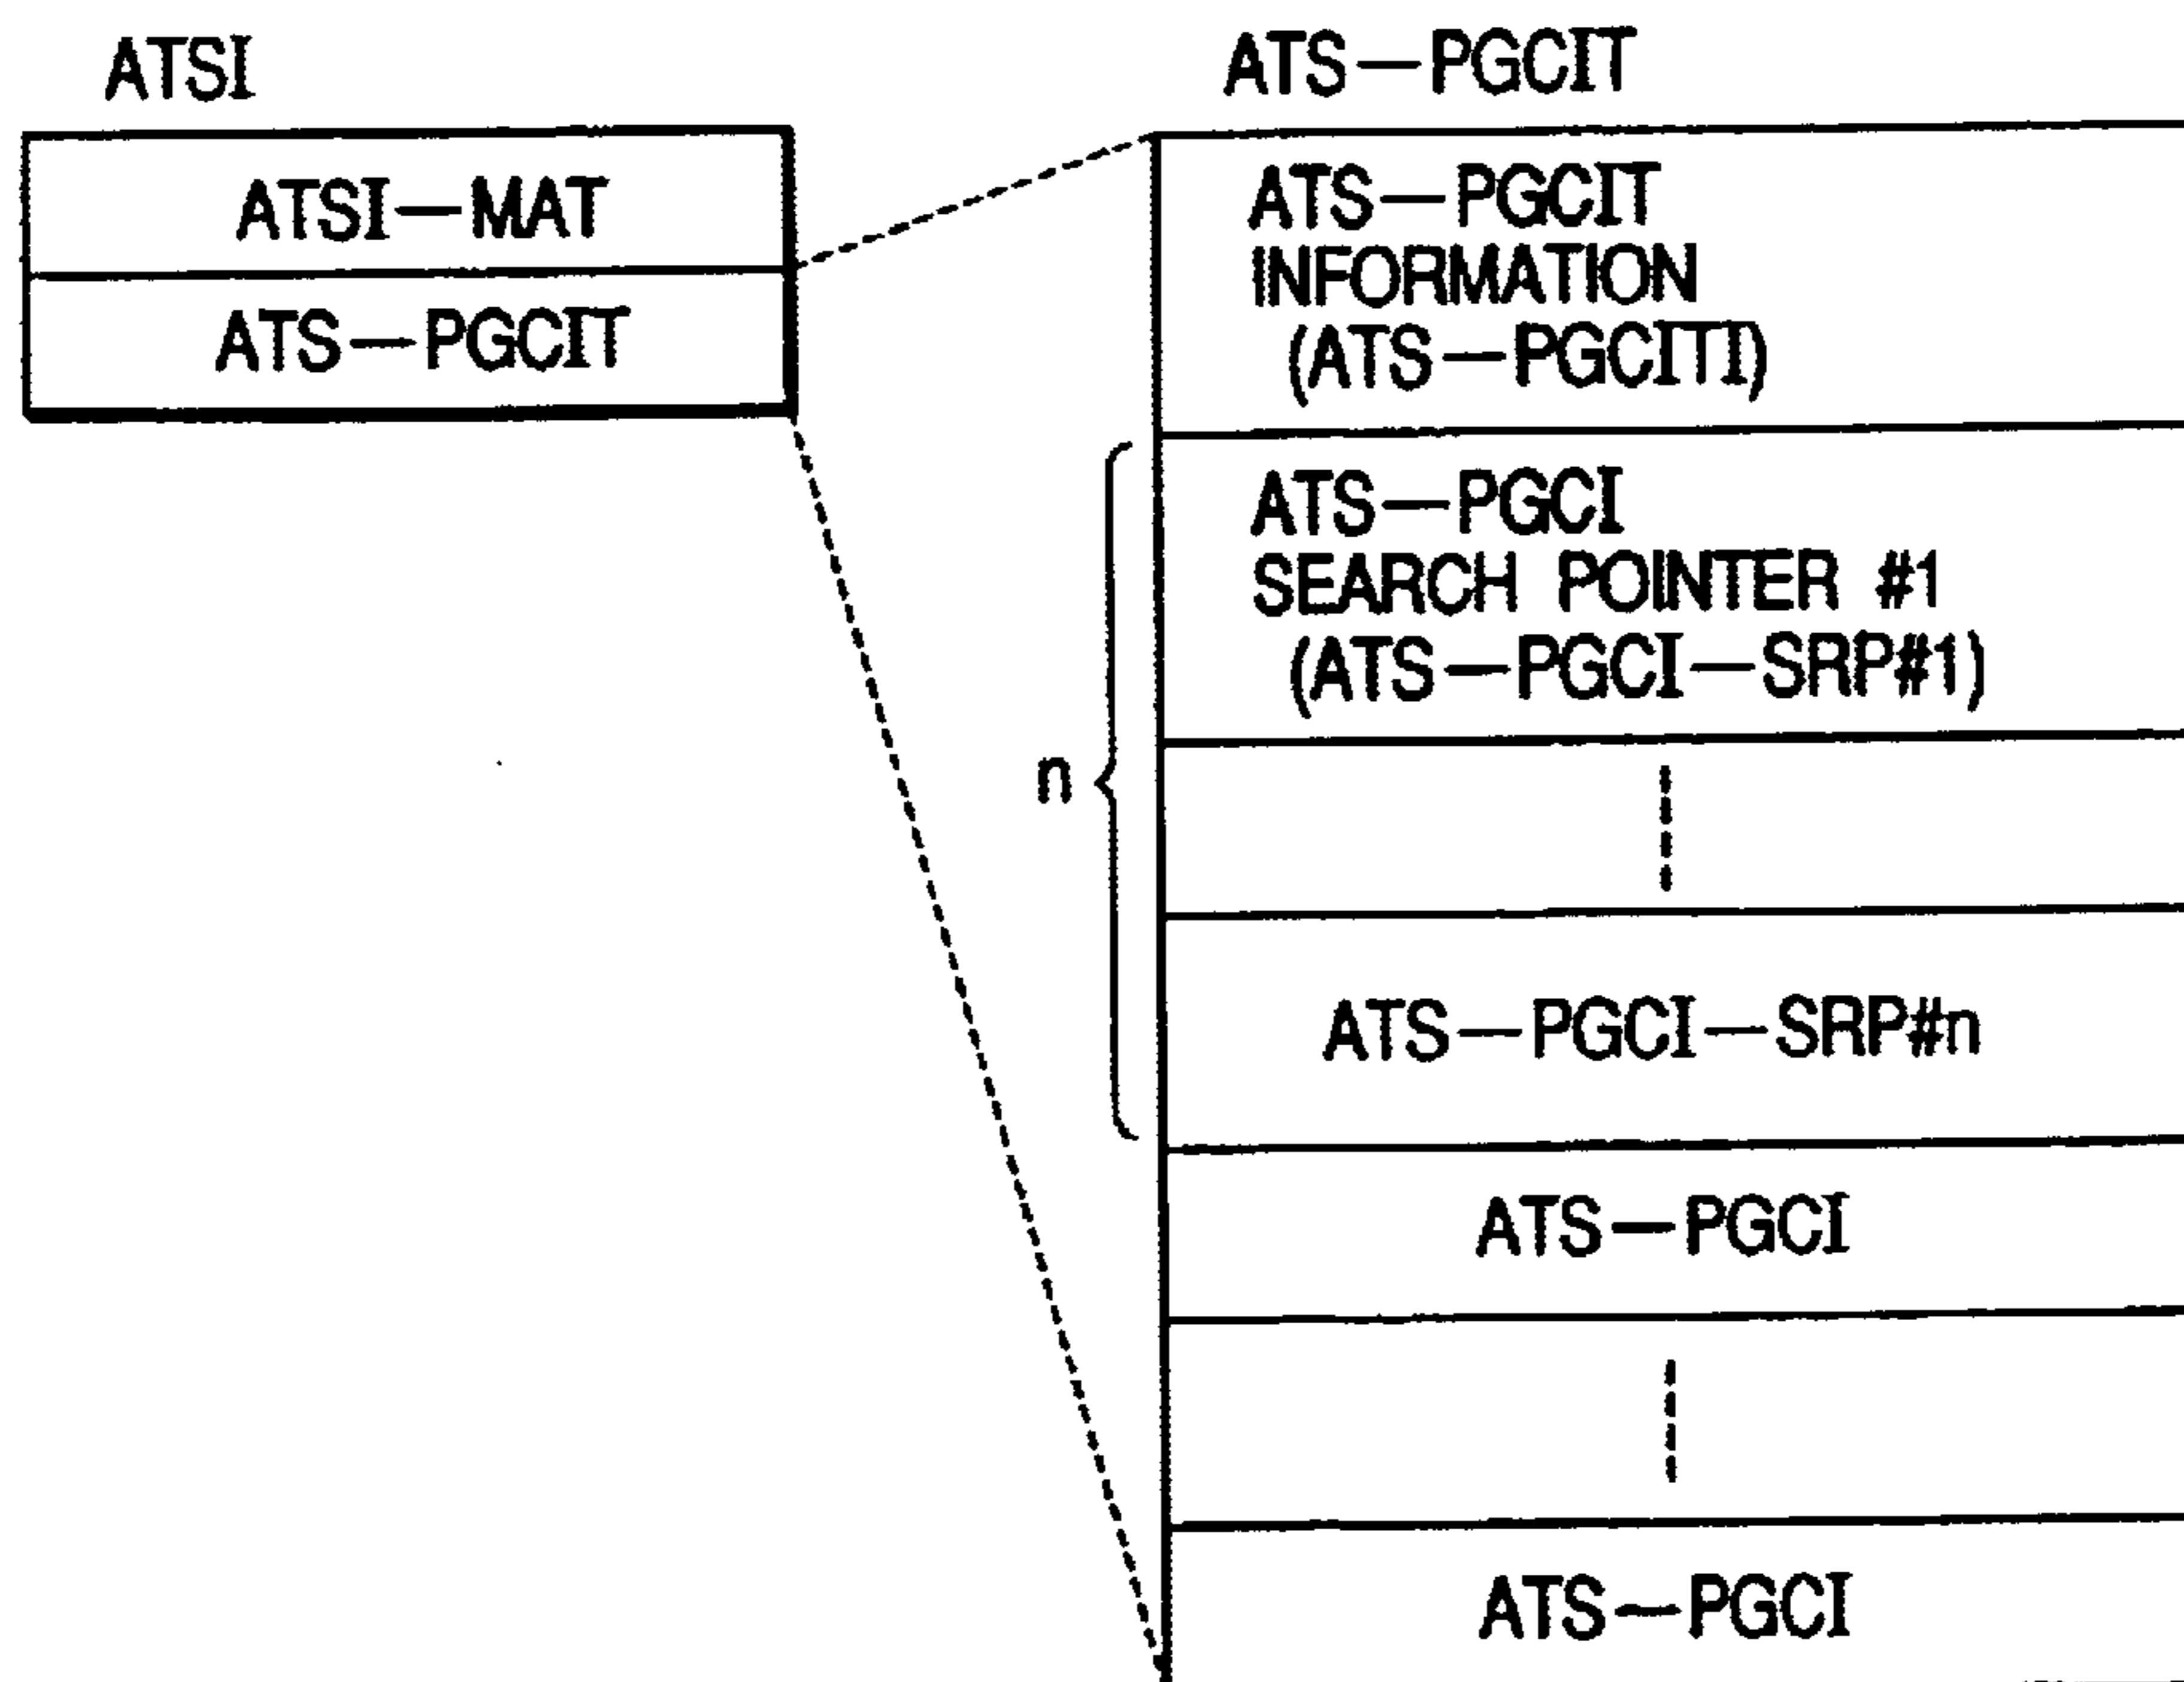 ATSI
ATSI—MAT
ATS—PGCIT
ATS—PGCIT
ATS—PGCIT
INFORMATION
(ATS—PGCITI)
n
ATS—PGCI
SEARCH POINTER #1
(ATS—PGCI—SRP#1)
ATS—PGCI—SRP#n
ATS—PGCI
ATS—PGCI